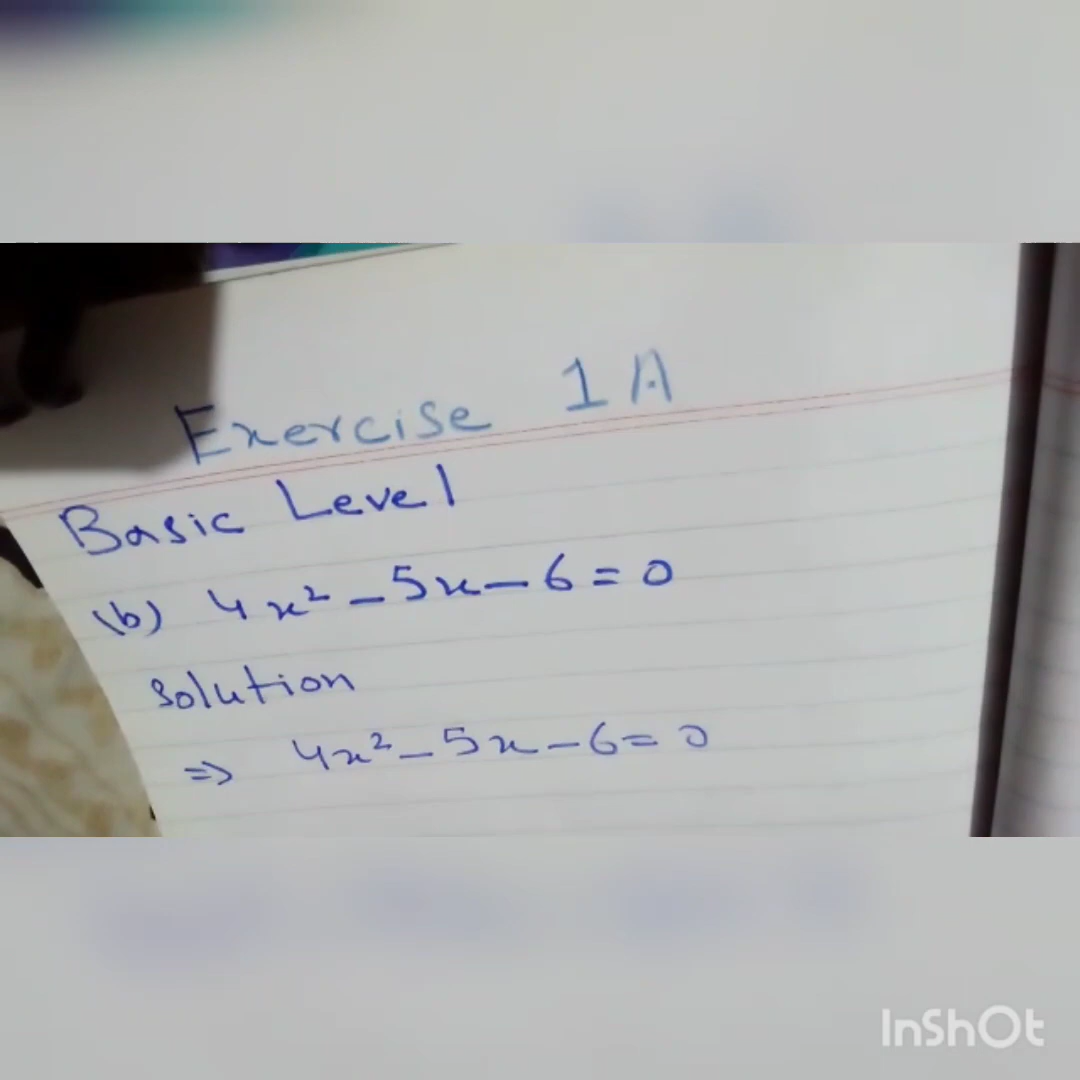 Exercise 1A
Basic Level
(b) 4x² - 5x - 6 = 0
Solution
=> 4x² - 5x - 6 = 0
InShOt